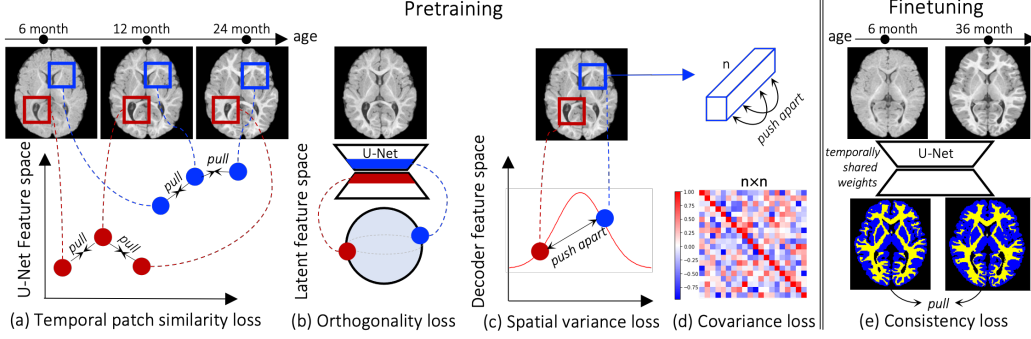 Pretraining
Finetuning
6 month
12 month
24 month
age
U-Net Feature space
pull
pull
pull
pull
(a) Temporal patch similarity loss
Latent feature space
U-Net
(b) Orthogonality loss
Decoder feature space
push apart
(c) Spatial variance loss
n
push apart
n×n
1.00
0.75
0.50
0.25
0.00
−0.25
−0.50
−0.75
(d) Covariance loss
age
6 month
36 month
temporally
shared
weights
U-Net
pull
(e) Consistency loss